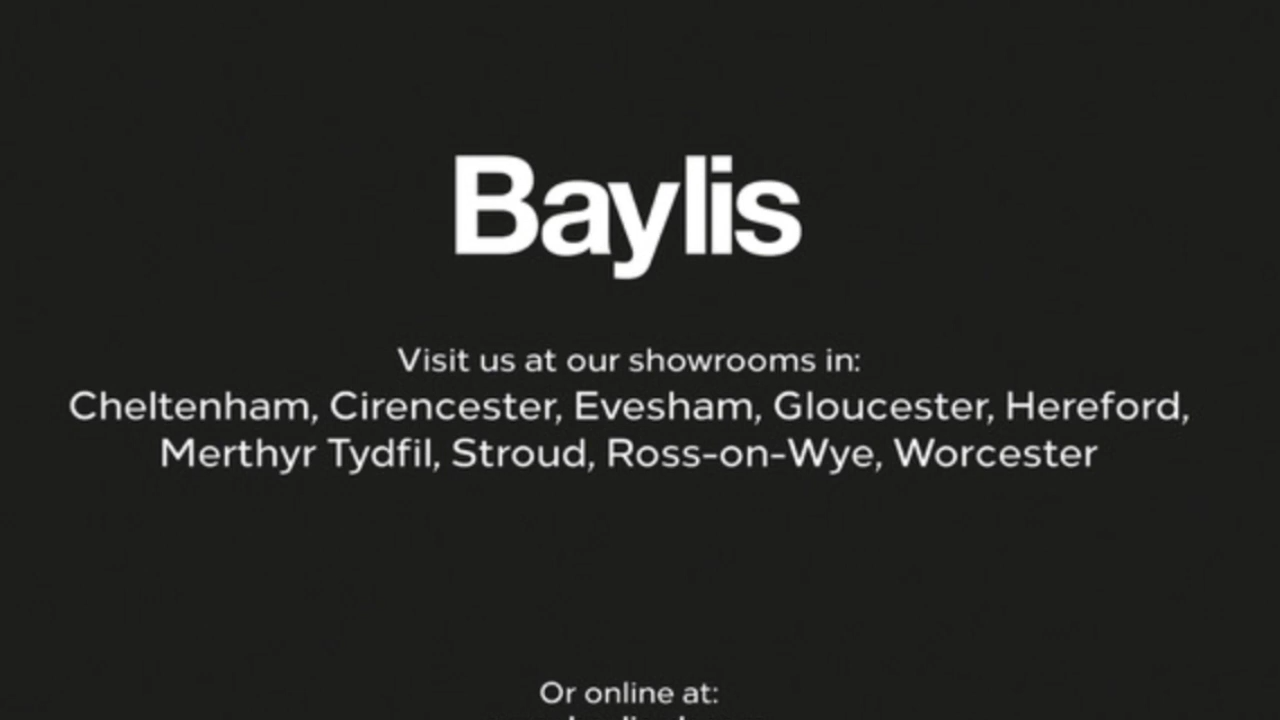 Baylis
Visit us at our showrooms in:
Cheltenham, Cirencester, Evesham, Gloucester, Hereford,
Merthyr Tydfil, Stroud, Ross-on-Wye, Worcester
Or online at: